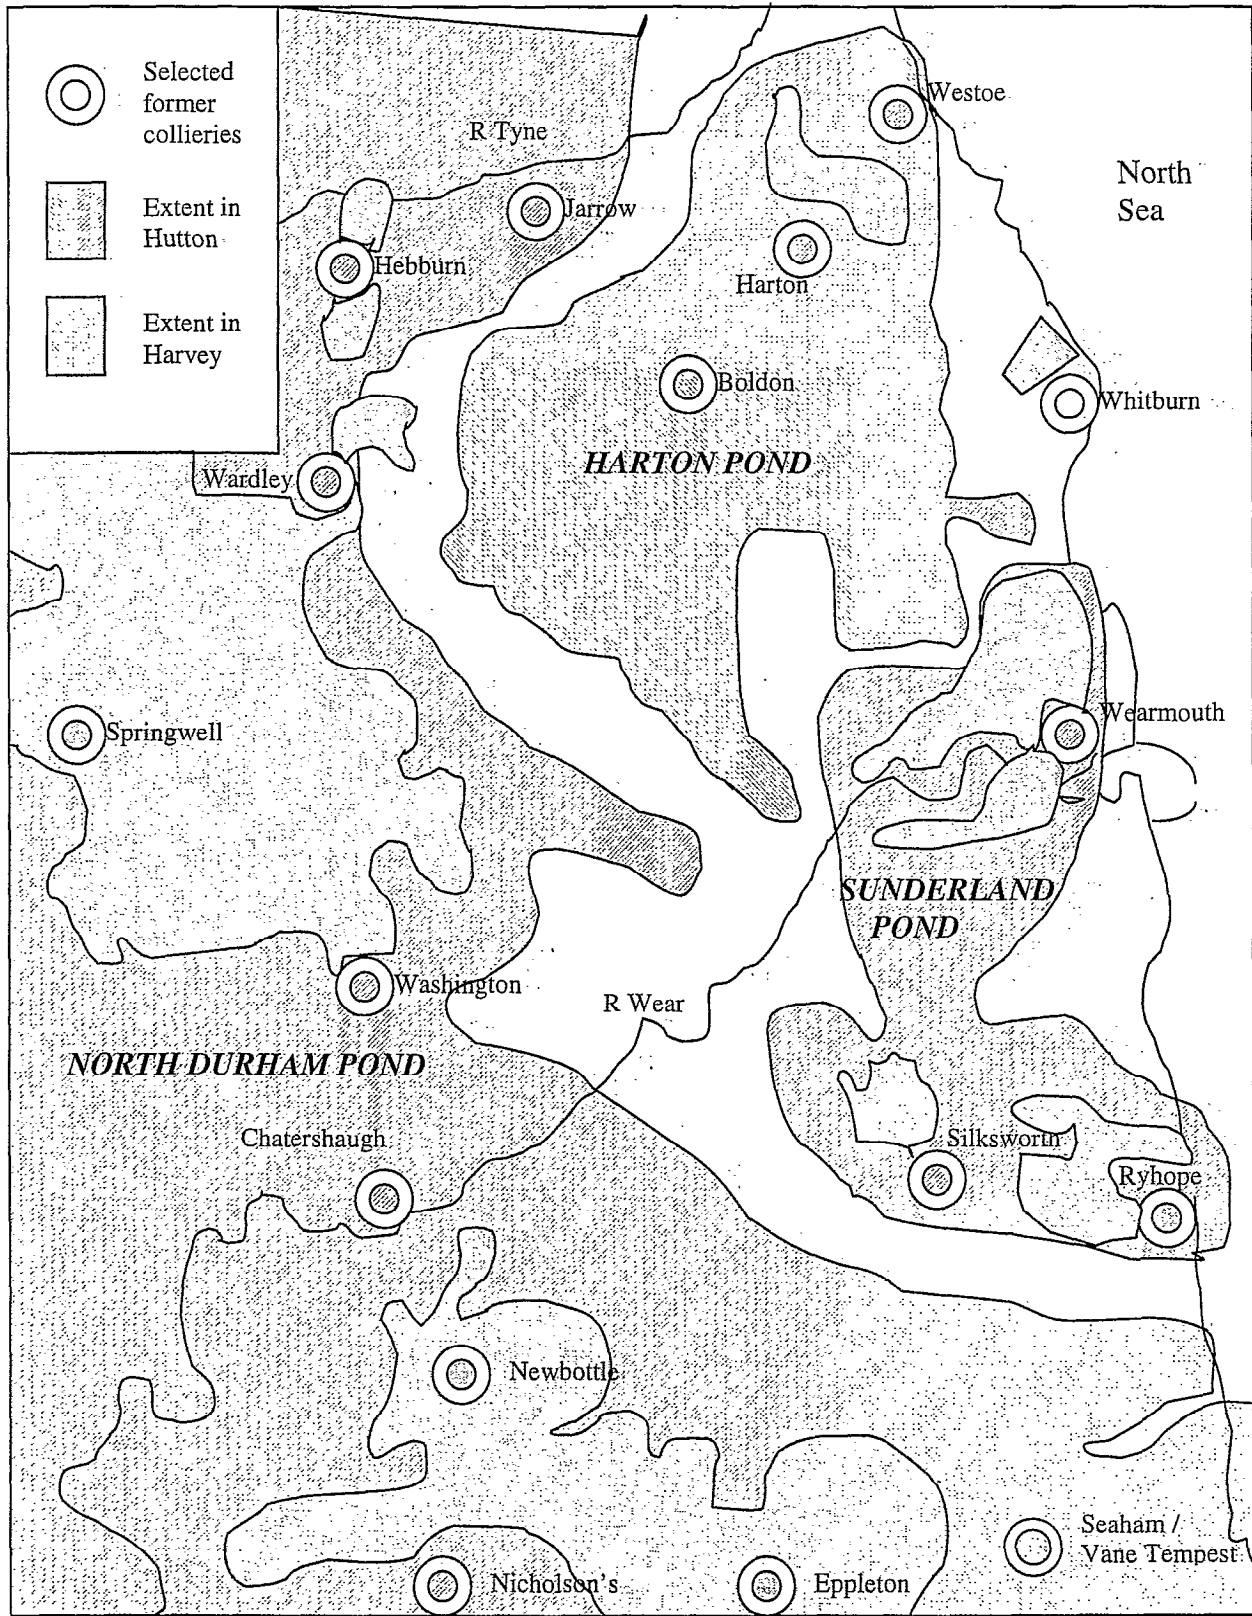 Selected
former
collieries
Extent in
Hutton
Extent in
Harvey
R Tyne
Westoe
North
Sea
Jarrow
Hebburn
Harton
Boldon
Whitburn
HARTON POND
Wardley
Springwell
Wearmouth
SUNDERLAND
POND
Washington
R Wear
NORTH DURHAM POND
Chatershaugh
Silksworth
Ryhope
Newbottle
Seaham /
Vane Tempest
Nicholson's
Eppleton